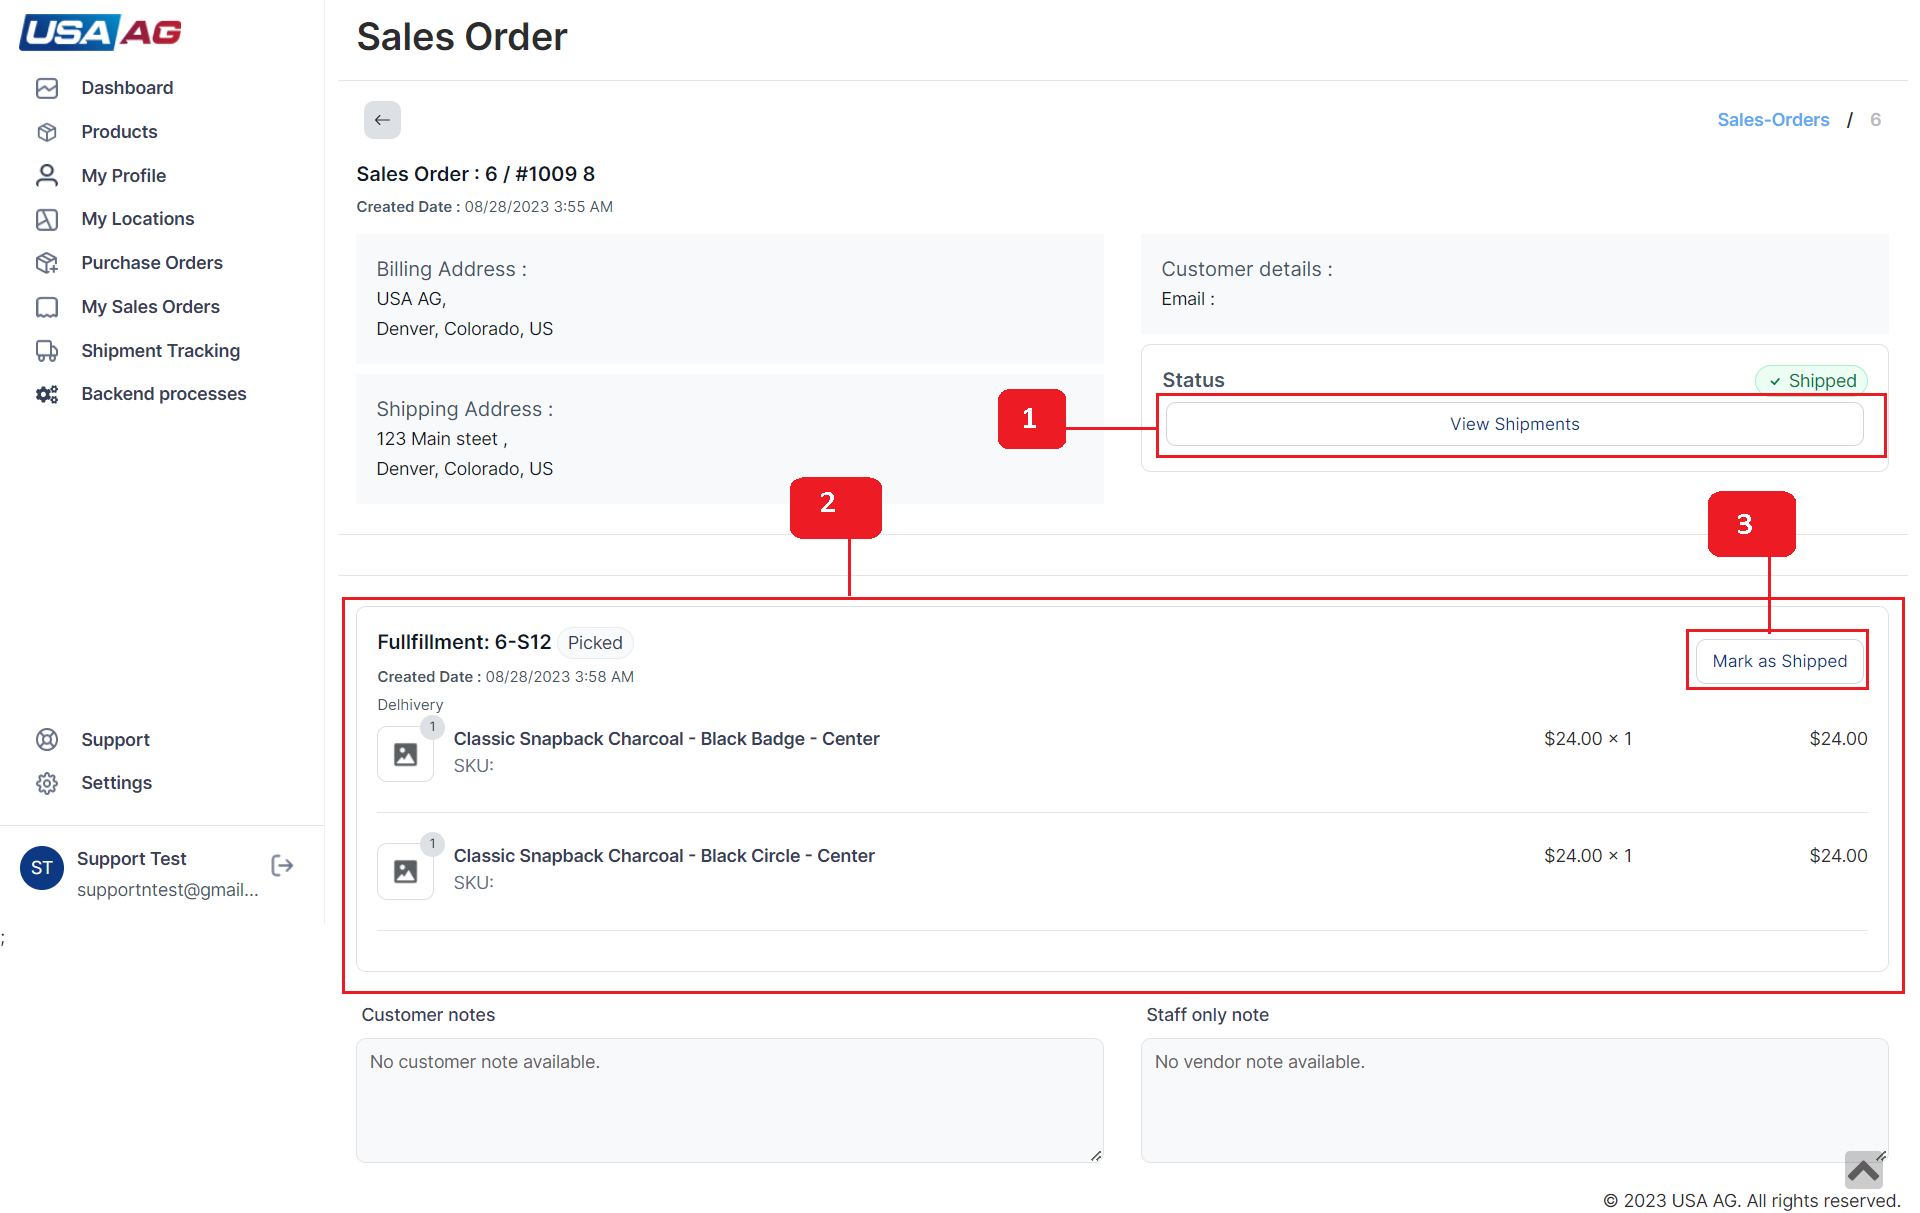 USA AG
Dashboard
Products
My Profile
My Locations
Purchase Orders
My Sales Orders
Shipment Tracking
Backend processes
Support
Settings
ST
Support Test
supportntest@gmail...
;
Sales Order
Sales-Orders / 6
Sales Order : 6 / #1009 8
Created Date : 08/28/2023 3:55 AM
Billing Address :
USA AG,
Denver, Colorado, US
Shipping Address :
123 Main steet ,
Denver, Colorado, US
Customer details :
Email :
Status
Shipped
1
View Shipments
2
3
Fullfillment: 6-S12 Picked
Mark as Shipped
Created Date : 08/28/2023 3:58 AM
Delhivery
1
Classic Snapback Charcoal - Black Badge - Center $24.00 × 1 $24.00
SKU:
1
Classic Snapback Charcoal - Black Circle - Center $24.00 × 1 $24.00
SKU:
Customer notes
No customer note available.
Staff only note
No vendor note available.
© 2023 USA AG. All rights reserved.